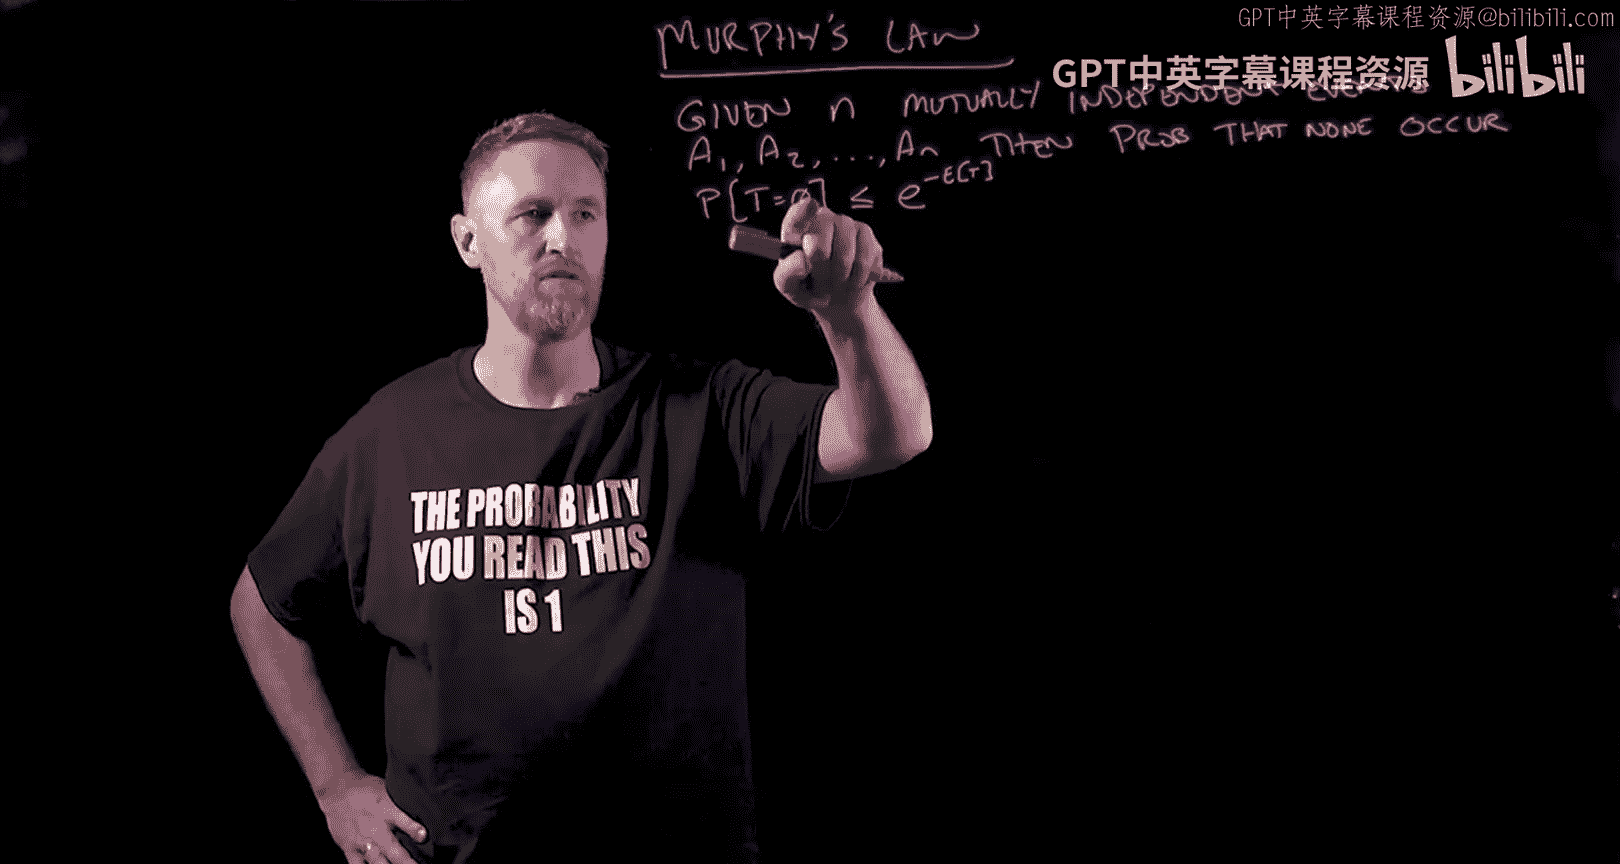 GPT中英字幕课程资源@bilibili.com
MURPHY'S LAW
GPT中英字幕课程资源 bilibili
GIVEN n MUTUALLY INDEPENDENT EVENTS
A₁, A₂, ..., Aₙ THEN PROB THAT NONE OCCUR
P[T=0] ≤ e^-E[T]
THE PROBABILITY
YOU READ THIS
IS 1